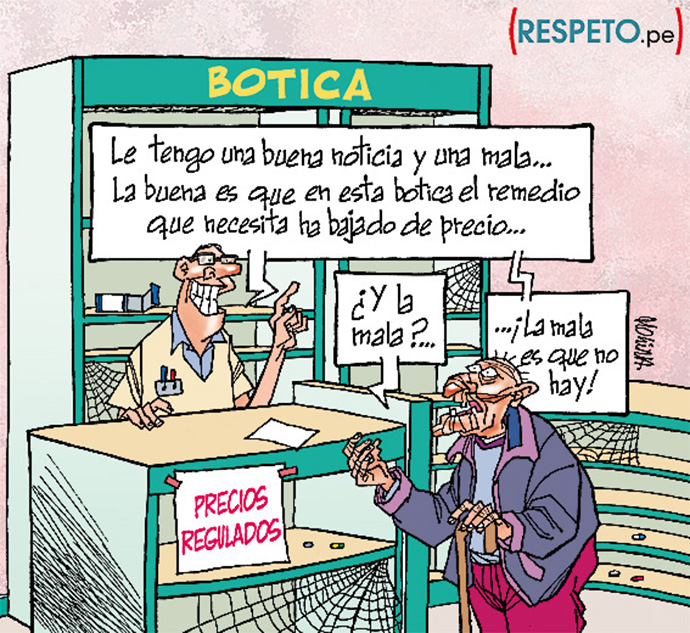 (RESPETO.pe)
BOTICA
Le tengo una buena noticia y una mala...
La buena es que en esta botica el remedio
que necesita ha bajado de precio...
¿Y la
mala?...
...¡La mala
es que no
hay!
MOLINA
PRECIOS
REGULADOS